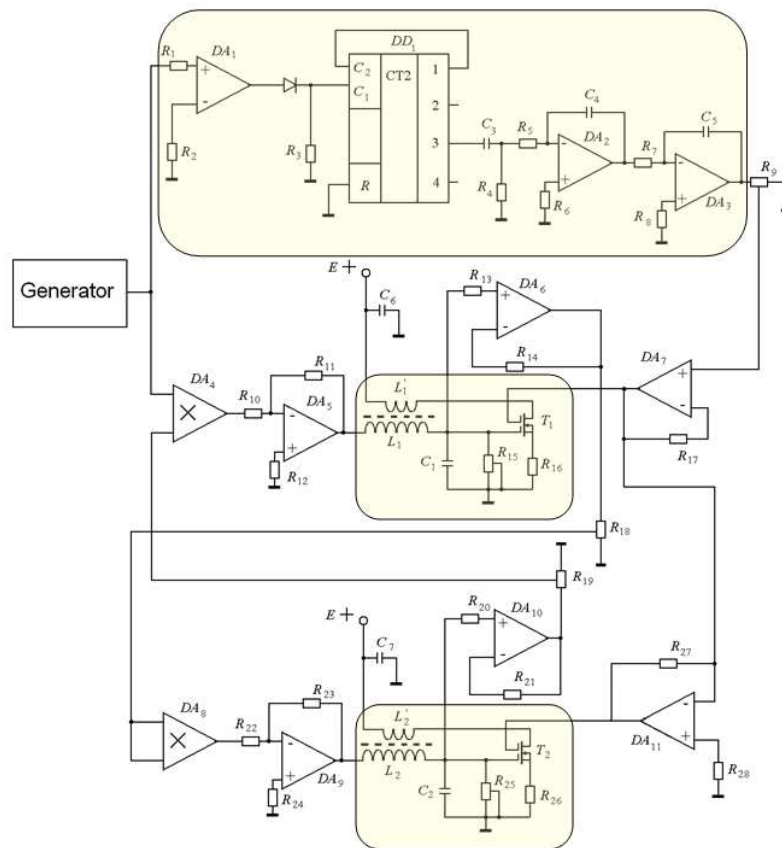 R1
DA1
R2
R3
DD1
C2
C1
R
CT2
1
2
3
4
C3
R4
R5
C4
DA2
R6
R7
C5
DA3
R8
R9
+
-
-
+
-
+
Generator
E +
C6
R13
DA6
+
-
R14
DA4
×
R10
R11
DA5
-
+
R12
L1'
L1
C1
R15
T1
R16
DA7
+
-
R17
R18
R19
E +
C7
R20
DA10
+
-
R21
DA8
×
R22
R23
DA9
-
+
R24
L2'
L2
C2
R25
T2
R26
R27
DA11
-
+
R28